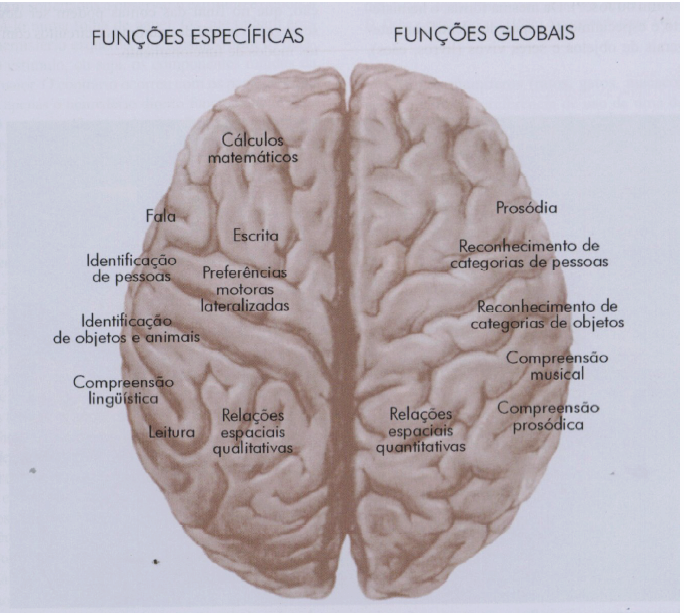 FUNÇÕES ESPECÍFICAS
FUNÇÕES GLOBAIS
Cálculos
matemáticos
Fala
Escrita
Identificação
de pessoas
Preferências
motoras
lateralizadas
Identificação
de objetos e animais
Compreensão
lingüística
Leitura
Relações
espaciais
qualitativas
Prosódia
Reconhecimento de
categorias de pessoas
Reconhecimento de
categorias de objetos
Compreensão
musical
Compreensão
prosódica
Relações
espaciais
quantitativas